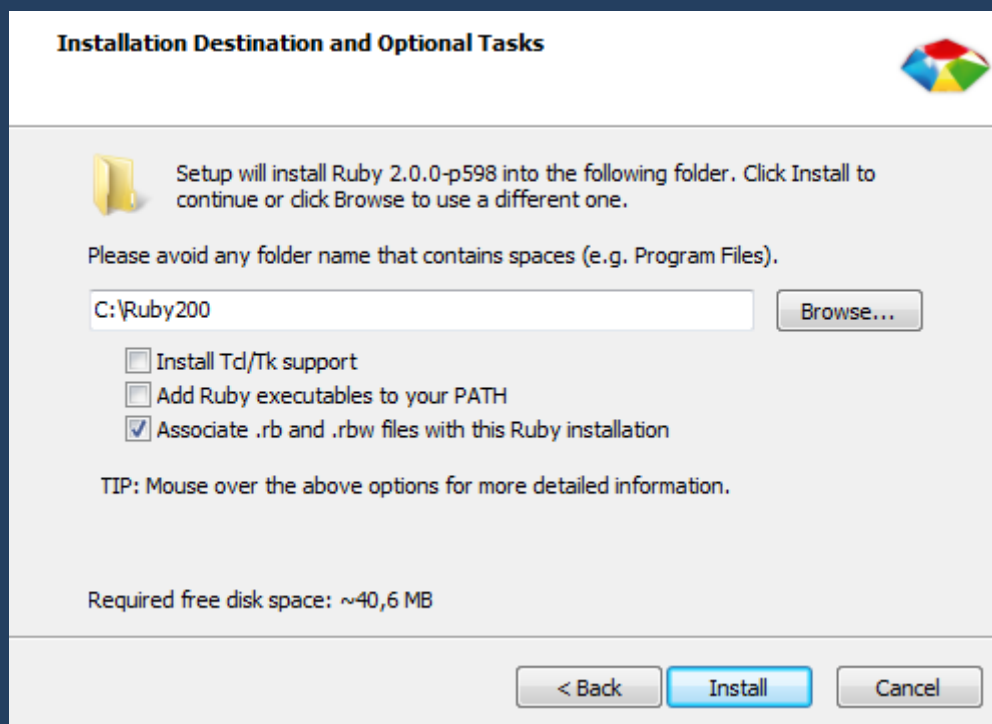 Installation Destination and Optional Tasks
Setup will install Ruby 2.0.0-p598 into the following folder. Click Install to
continue or click Browse to use a different one.
Please avoid any folder name that contains spaces (e.g. Program Files).
C:\Ruby200
Browse...
Install Tcl/Tk support
Add Ruby executables to your PATH
Associate .rb and .rbw files with this Ruby installation
TIP: Mouse over the above options for more detailed information.
Required free disk space: ~40,6 MB
< Back
Install
Cancel